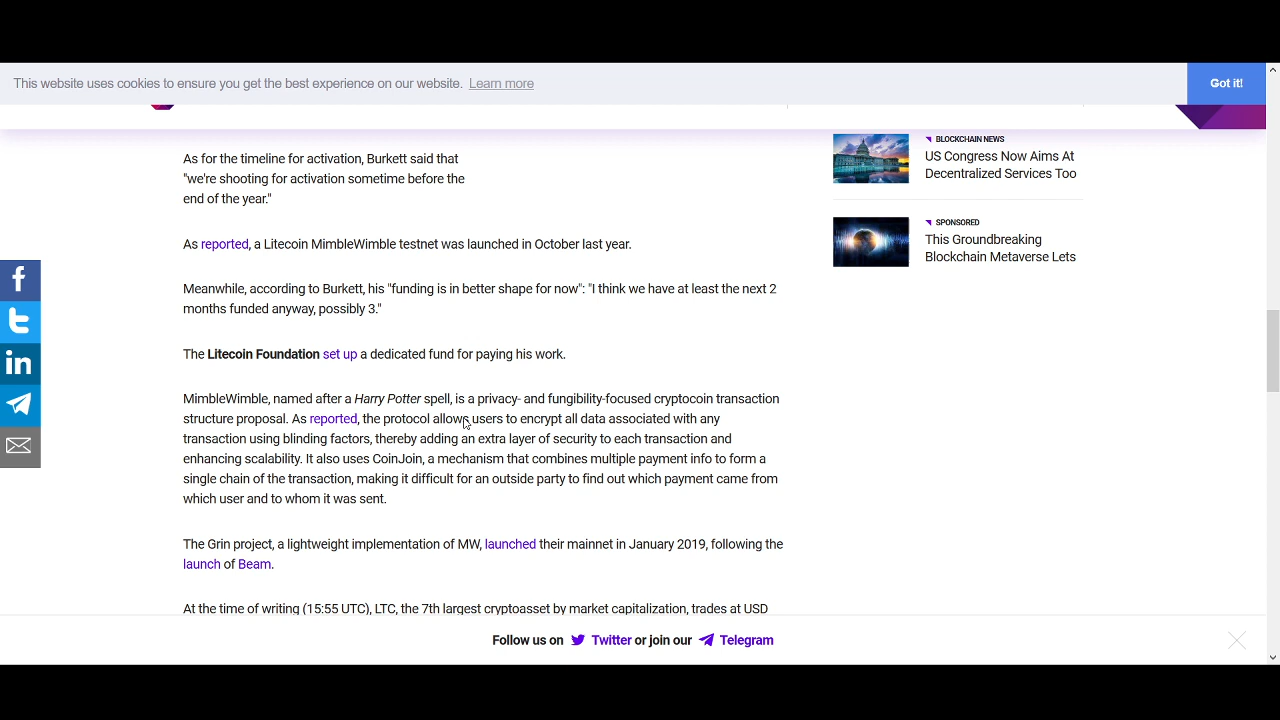 This website uses cookies to ensure you get the best experience on our website. Learn more
Got it!
As for the timeline for activation, Burkett said that
"we're shooting for activation sometime before the
end of the year."
As reported, a Litecoin MimbleWimble testnet was launched in October last year.
Meanwhile, according to Burkett, his "funding is in better shape for now": "I think we have at least the next 2
months funded anyway, possibly 3."
The Litecoin Foundation set up a dedicated fund for paying his work.
MimbleWimble, named after a Harry Potter spell, is a privacy- and fungibility-focused cryptocoin transaction
structure proposal. As reported, the protocol allows users to encrypt all data associated with any
transaction using blinding factors, thereby adding an extra layer of security to each transaction and
enhancing scalability. It also uses CoinJoin, a mechanism that combines multiple payment info to form a
single chain of the transaction, making it difficult for an outside party to find out which payment came from
which user and to whom it was sent.
The Grin project, a lightweight implementation of MW, launched their mainnet in January 2019, following the
launch of Beam.
At the time of writing (15:55 UTC), LTC, the 7th largest cryptoasset by market capitalization, trades at USD
BLOCKCHAIN NEWS
US Congress Now Aims At
Decentralized Services Too
SPONSORED
This Groundbreaking
Blockchain Metaverse Lets
Follow us on Twitter or join our Telegram